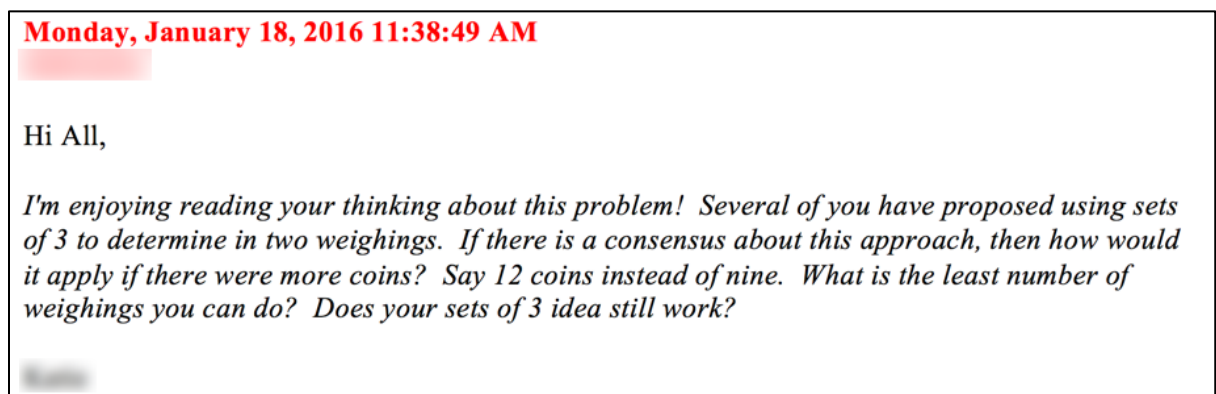 Monday, January 18, 2016 11:38:49 AM
Hi All,
I'm enjoying reading your thinking about this problem!  Several of you have proposed using sets
of 3 to determine in two weighings.  If there is a consensus about this approach, then how would
it apply if there were more coins?  Say 12 coins instead of nine.  What is the least number of
weighings you can do?  Does your sets of 3 idea still work?